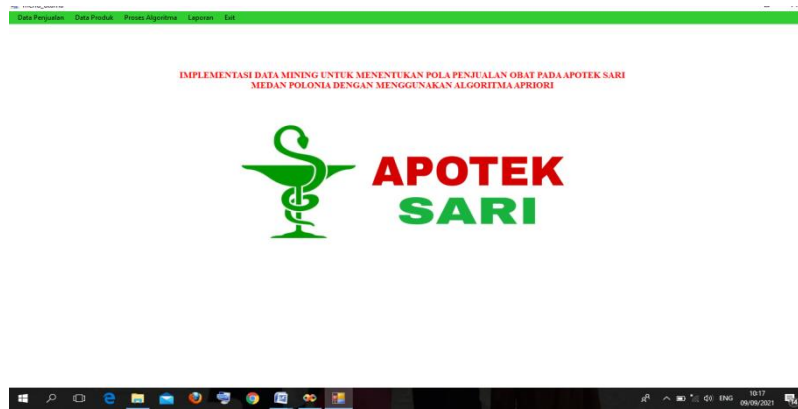 Data Penjualan Data Produk Proses Algoritma Laporan Exit
IMPLEMENTASI DATA MINING UNTUK MENENTUKAN POLA PENJUALAN OBAT PADA APOTEK SARI
MEDAN POLONIA DENGAN MENGGUNAKAN ALGORITMA APRIORI
APOTEK
SARI
ENG
10:17
09/09/2021